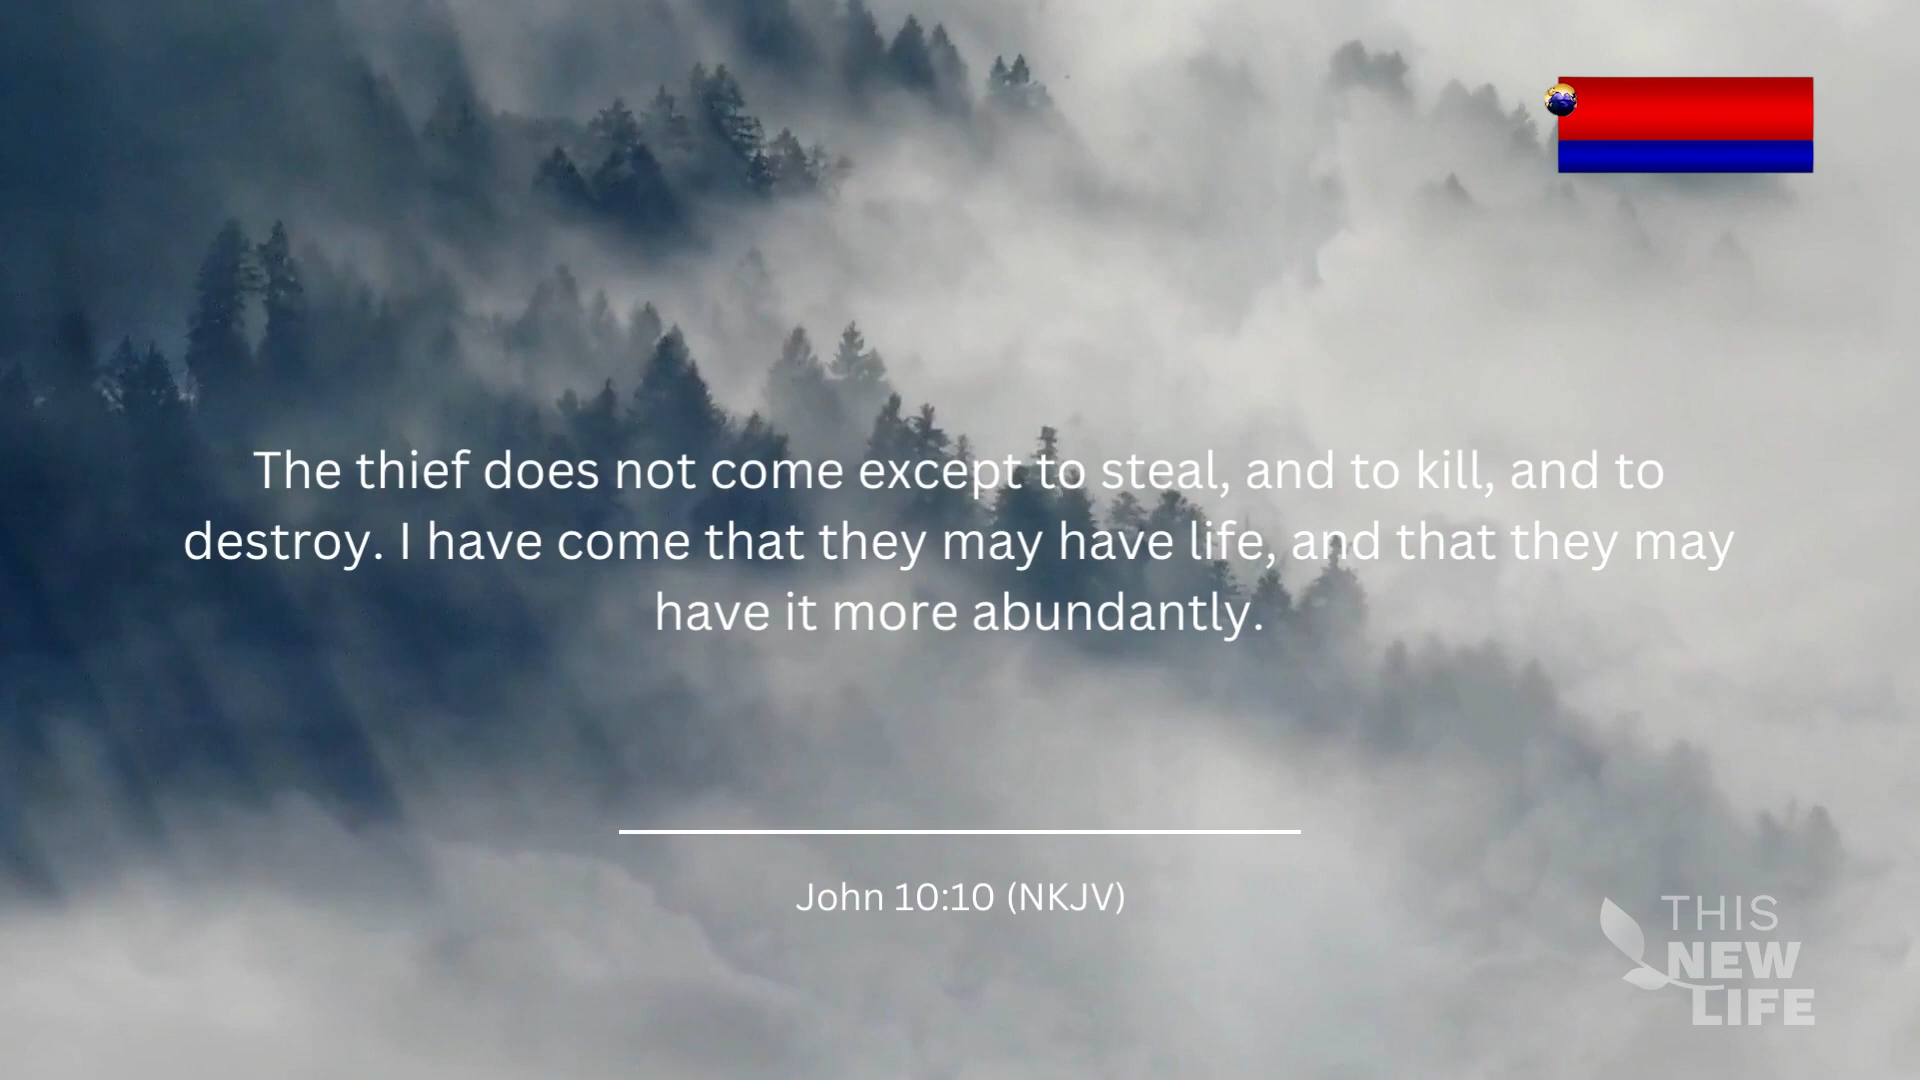 The thief does not come except to steal, and to kill, and to
destroy. I have come that they may have life, and that they may
have it more abundantly.
John 10:10 (NKJV)
THIS
NEW
LIFE